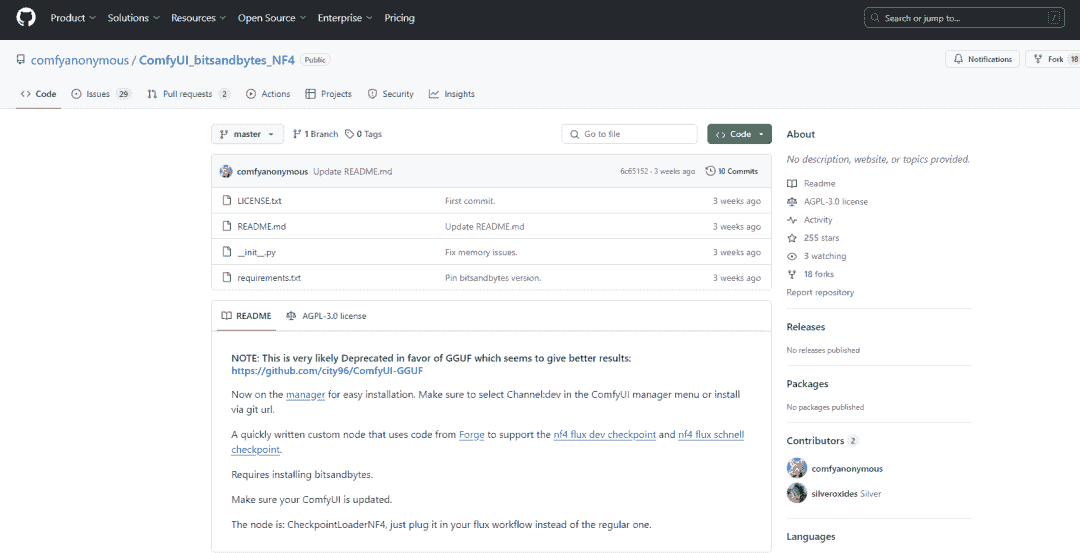 Product Solutions Resources Open Source Enterprise Pricing Search or jump to... /
comfyanonymous / ComfyUI_bitsandbytes_NF4 Public Notifications Fork 18
Code Issues 29 Pull requests 2 Actions Projects Security Insights
master 1 Branch 0 Tags Go to file Code
comfyanonymous Update README.md 6c65152 · 3 weeks ago 10 Commits
LICENSE.txt First commit. 3 weeks ago
README.md Update README.md 3 weeks ago
__init__.py Fix memory issues. 3 weeks ago
requirements.txt Pin bitsandbytes version. 3 weeks ago
README AGPL-3.0 license
NOTE: This is very likely Deprecated in favor of GGUF which seems to give better results:
https://github.com/city96/ComfyUI-GGUF
Now on the manager for easy installation. Make sure to select Channel:dev in the ComfyUI manager menu or install
via git url.
A quickly written custom node that uses code from Forge to support the nf4 flux dev checkpoint and nf4 flux schnell
checkpoint.
Requires installing bitsandbytes.
Make sure your ComfyUI is updated.
The node is: CheckpointLoaderNF4, just plug it in your flux workflow instead of the regular one.
About
No description, website, or topics provided.
Readme
AGPL-3.0 license
Activity
255 stars
3 watching
18 forks
Report repository
Releases
No releases published
Packages
No packages published
Contributors 2
comfyanonymous
silveroxides Silver
Languages